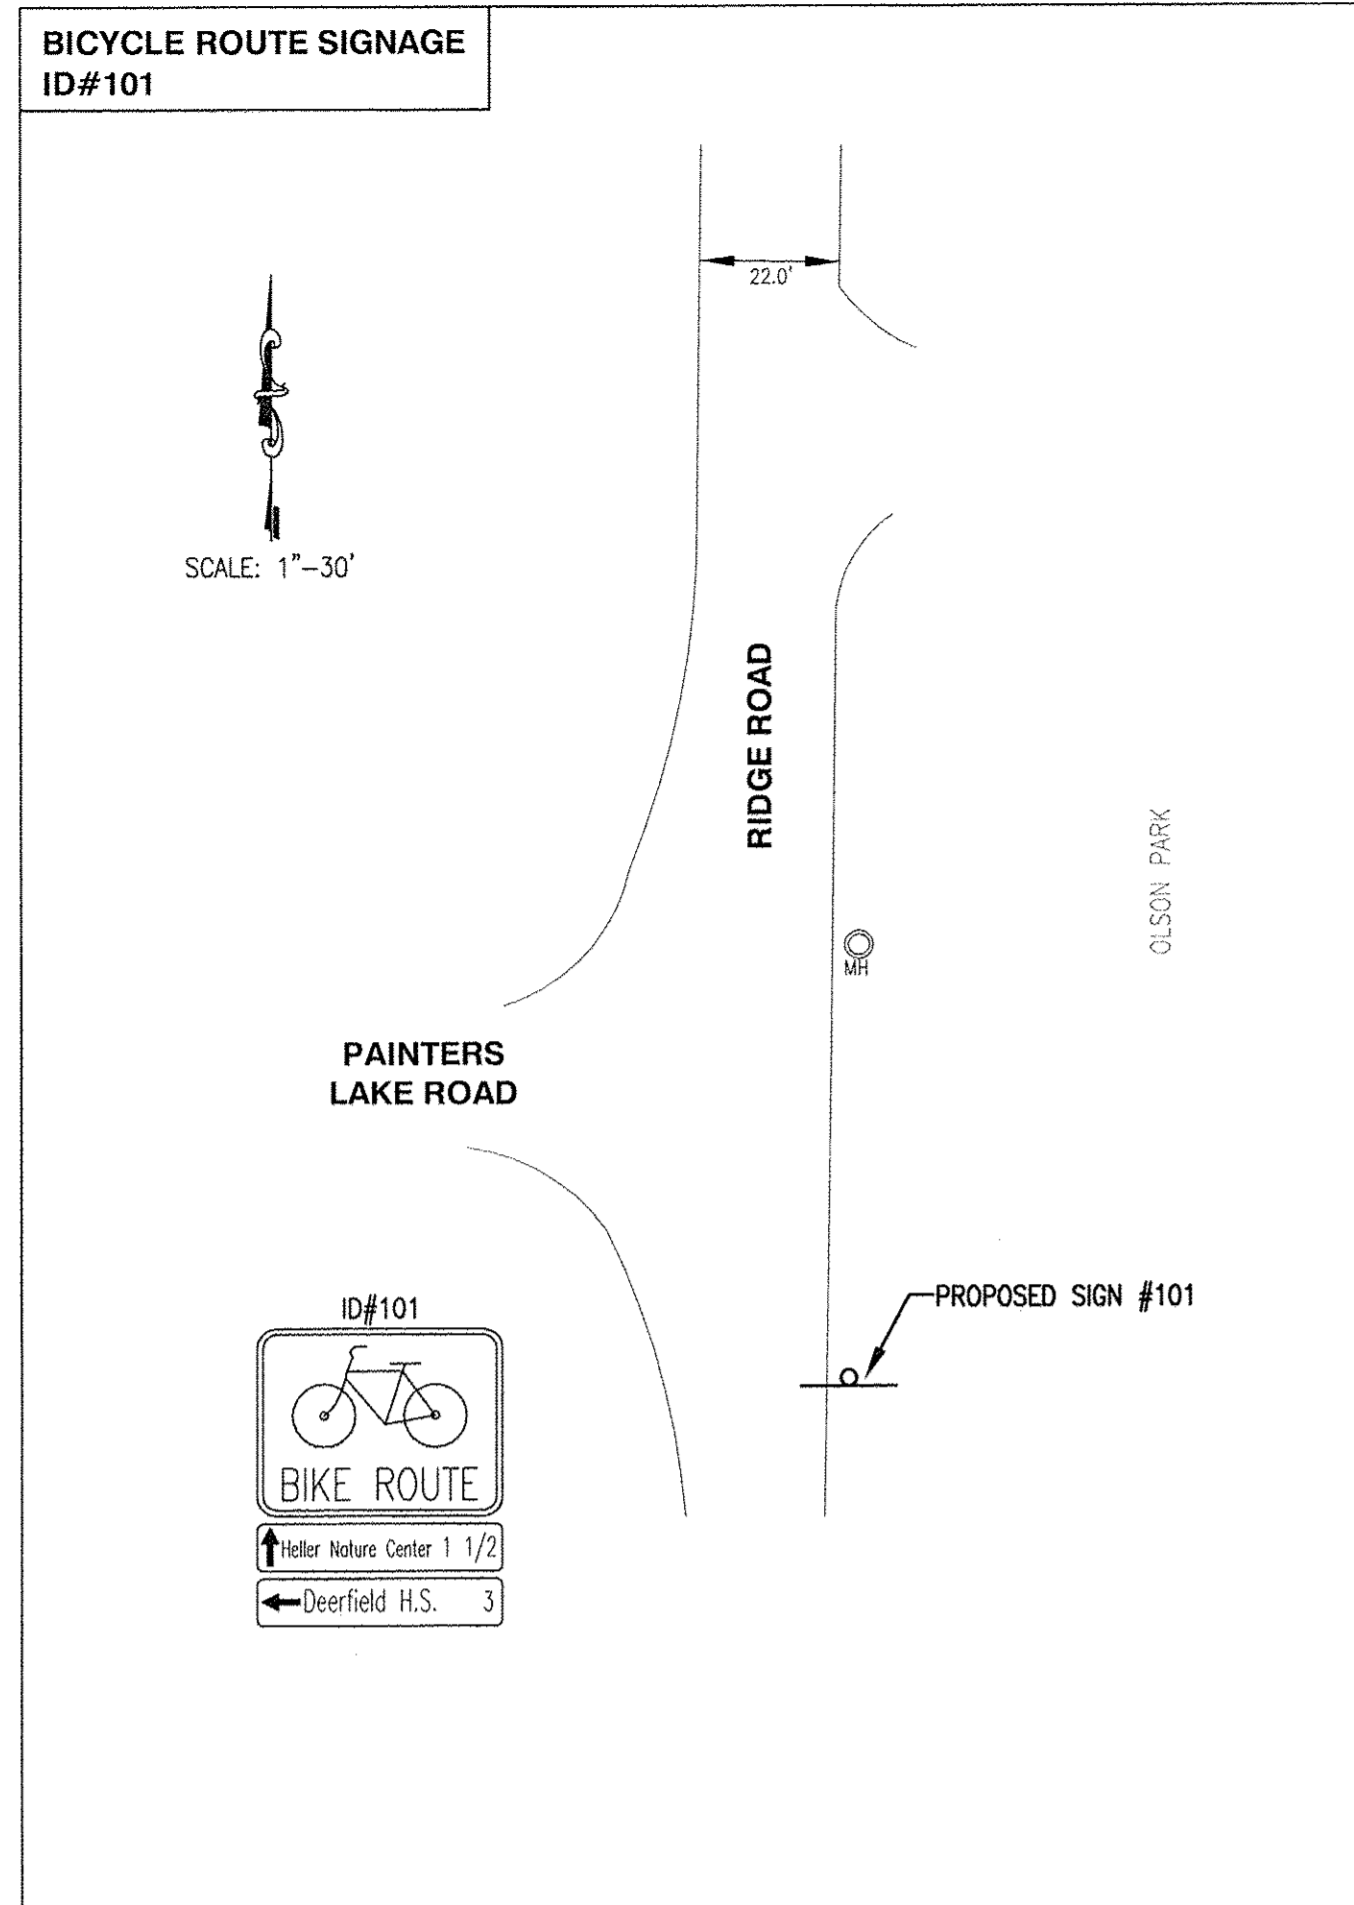 BICYCLE ROUTE SIGNAGE
ID#101
22.0'
SCALE: 1"-30'
RIDGE ROAD
OLSON PARK
MH
PAINTERS
LAKE ROAD
PROPOSED SIGN #101
ID#101
BIKE ROUTE
Heller Nature Center 1 1/2
Deerfield H.S. 3